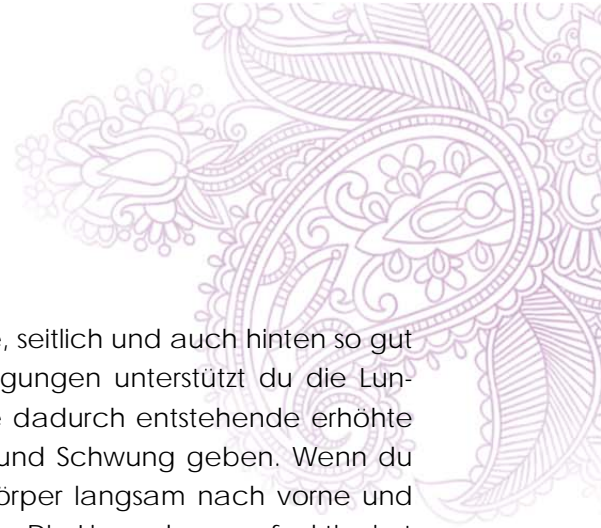 , seitlich und auch hinten so gut
gungen unterstützt du die Lun-
dadurch entstehende erhöhte
und Schwung geben. Wenn du
örper langsam nach vorne und